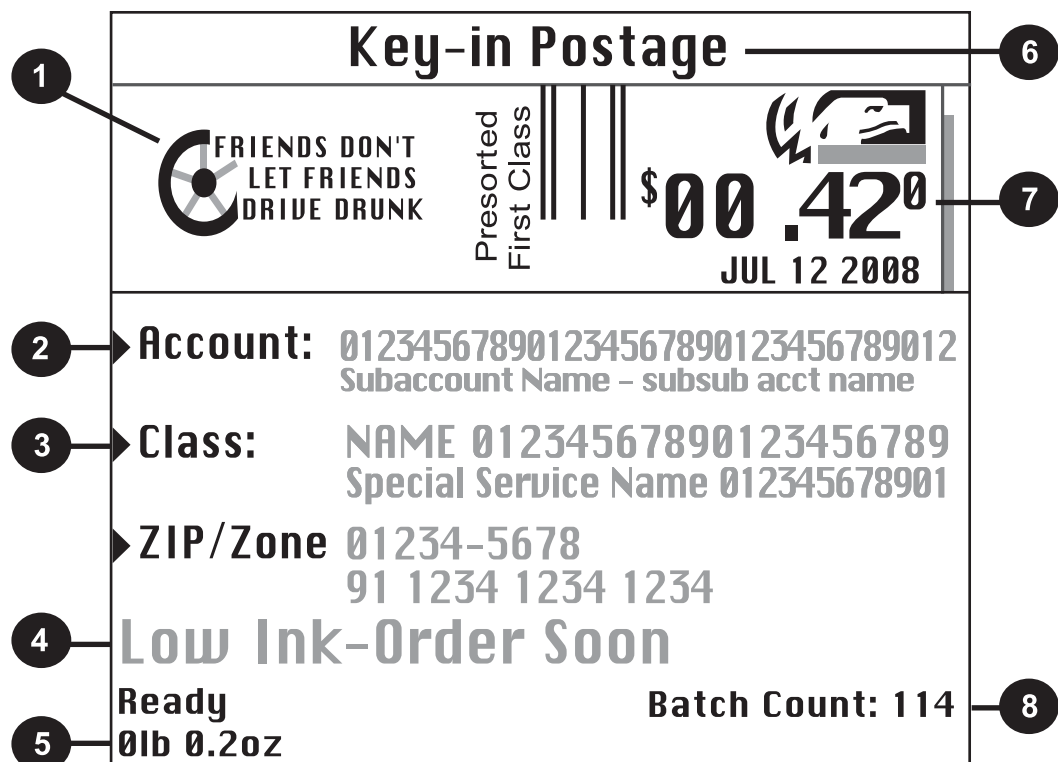 Key-in Postage
6
1
FRIENDS DON'T
LET FRIENDS
DRIVE DRUNK
Presorted
First Class
$00.420
7
JUL 12 2008
2
Account: 012345678901234567890123456789012
Subaccount Name - subsub acct name
3
Class: NAME 01234567890123456789
Special Service Name 012345678901
ZIP/Zone 01234-5678
91 1234 1234 1234
4
Low Ink-Order Soon
Ready
Batch Count: 114
8
5
0lb 0.2oz